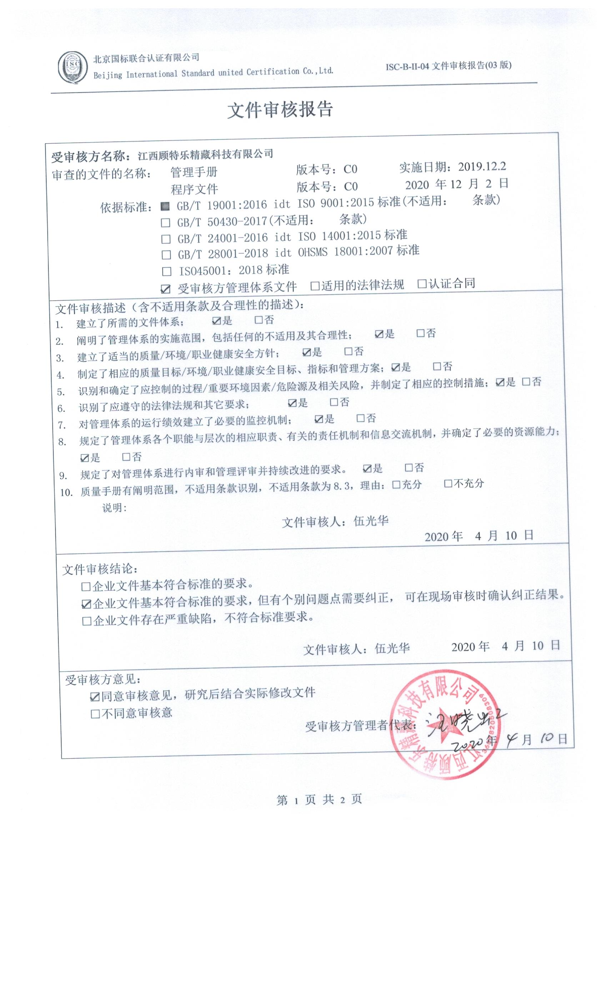 ISC
北京国标联合认证有限公司
Beijing International Standard united Certification Co.,Ltd.
ISC-B-II-04 文件审核报告(03 版)
文件审核报告
受审核方名称：江西顾特乐精藏科技有限公司
审查的文件的名称： 管理手册 版本号：C0 实施日期：2019.12.2
程序文件 版本号：C0 2020 年 12 月 2 日
依据标准：■ GB/T 19001:2016 idt ISO 9001:2015 标准(不适用： 条款)
□ GB/T 50430-2017(不适用： 条款)
□ GB/T 24001-2016 idt ISO 14001:2015 标准
□ GB/T 28001-2018 idt OHSMS 18001:2007 标准
□ ISO45001：2018 标准
☑ 受审核方管理体系文件 □适用的法律法规 □认证合同
文件审核描述（含不适用条款及合理性的描述）：
1. 建立了所需的文件体系； ☑是 □否
2. 阐明了管理体系的实施范围，包括任何的不适用及其合理性； ☑是 □否
3. 建立了适当的质量/环境/职业健康安全方针； ☑是 □否
4. 制定了相应的质量目标/环境/职业健康安全目标、指标和管理方案；☑是 □否
5. 识别和确定了应控制的过程/重要环境因素/危险源及相关风险，并制定了相应的控制措施；☑是 □否
6. 识别了应遵守的法律法规和其它要求； ☑是 □否
7. 对管理体系的运行绩效建立了必要的监控机制； ☑是 □否
8. 规定了管理体系各个职能与层次的相应职责、有关的责任机制和信息交流机制，并确定了必要的资源能力；
☑是 □否
9. 规定了对管理体系进行内审和管理评审并持续改进的要求。 ☑是 □否
10. 质量手册有阐明范围，不适用条款识别，不适用条款为 8.3，理由：□充分 □不充分
说明：
文件审核人：伍光华
2020 年 4 月 10 日
文件审核结论：
□企业文件基本符合标准的要求。
☑企业文件基本符合标准的要求，但有个别问题点需要纠正， 可在现场审核时确认纠正结果。
□企业文件存在严重缺陷，不符合标准要求。
文件审核人：伍光华 2020 年 4 月 10 日
受审核方意见：
☑同意审核意见，研究后结合实际修改文件
□不同意审核意
受审核方管理者代表：汪晓
2020年 4 月 10 日
江西顾特乐精藏科技有限公司
第 1 页 共 2 页